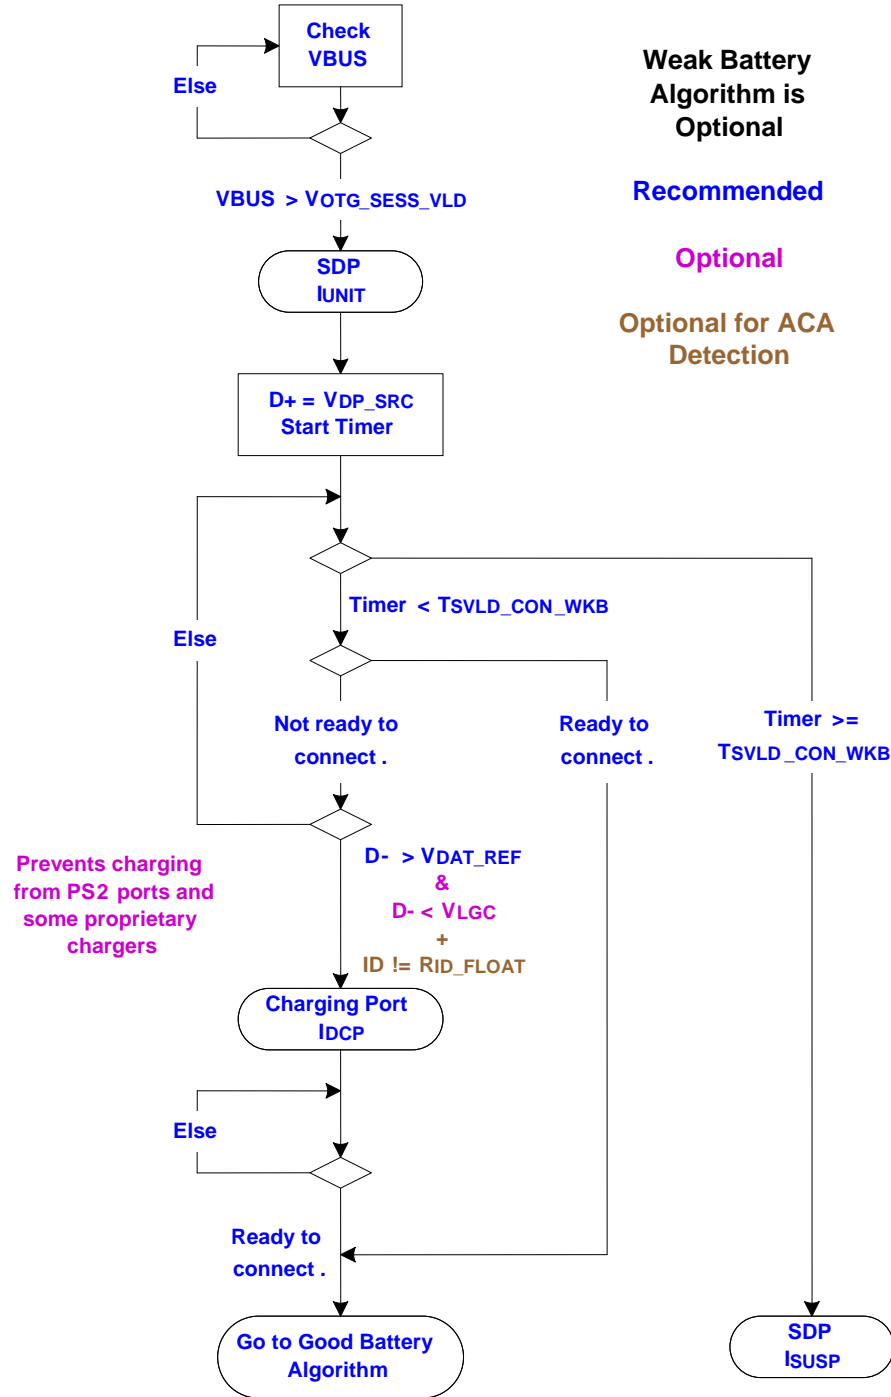 Check
VBUS
Else
VBUS > VOTG_SESS_VLD
Weak Battery
Algorithm is
Optional
Recommended
Optional
Optional for ACA
Detection
SDP
IUNIT
D+ = VDP_SRC
Start Timer
Timer < TSVLD_CON_WKB
Else
Not ready to
connect .
Ready to
connect .
Timer >=
TSVLD_CON_WKB
Prevents charging
from PS2 ports and
some proprietary
chargers
D- > VDAT_REF
&
D- < VLGC
+
ID != RID_FLOAT
Charging Port
IDCP
Else
Ready to
connect .
Go to Good Battery
Algorithm
SDP
ISUSP